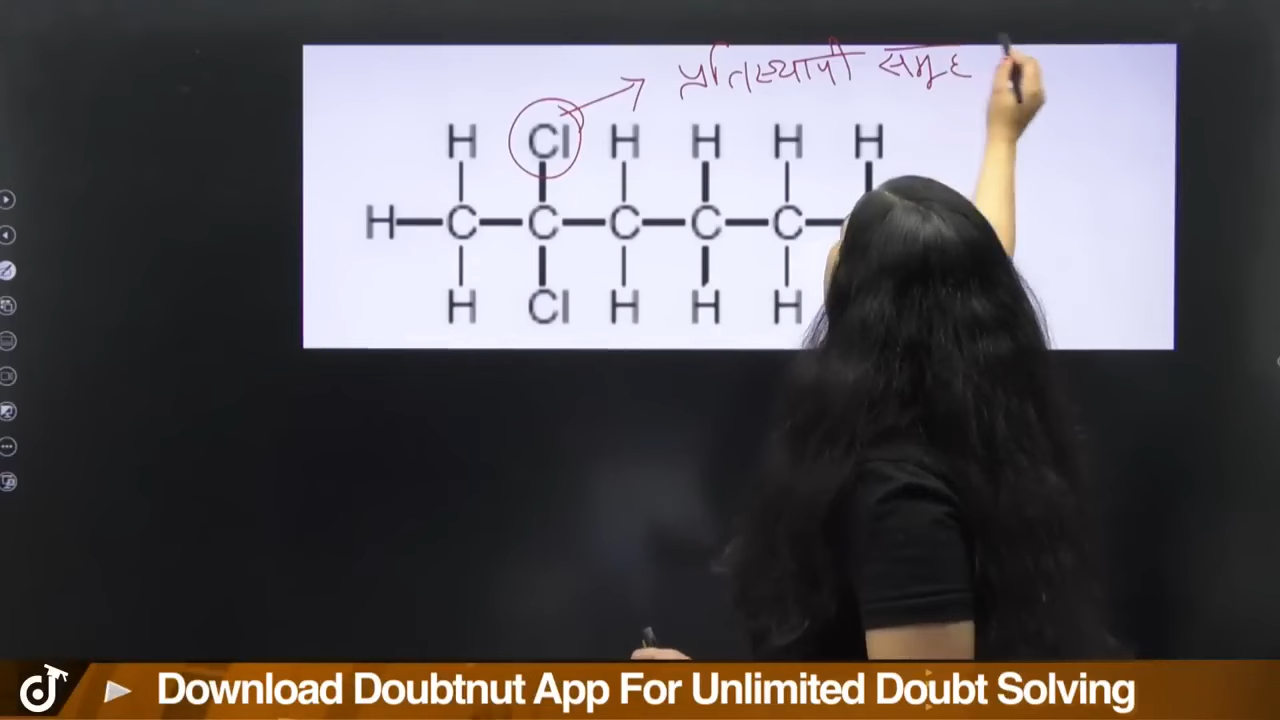 प्रतिस्थापी समूह
H Cl H H H H
H C C C C C
H Cl H H H
Download Doubtnut App For Unlimited Doubt Solving